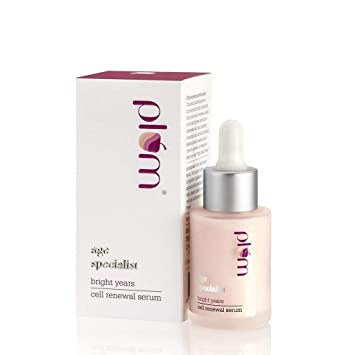 plum
®
age
specialist
bright years
cell renewal serum
plum
age
specialist
bright years
cell renewal serum